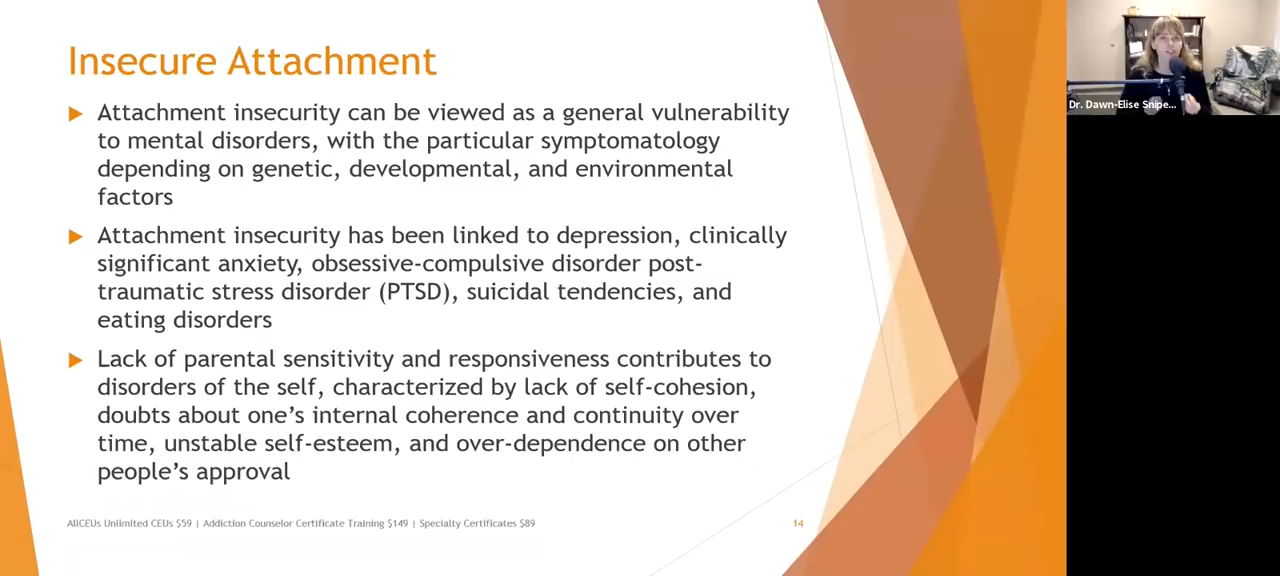 Insecure Attachment
Attachment insecurity can be viewed as a general vulnerability
to mental disorders, with the particular symptomatology
depending on genetic, developmental, and environmental
factors
Attachment insecurity has been linked to depression, clinically
significant anxiety, obsessive-compulsive disorder post-
traumatic stress disorder (PTSD), suicidal tendencies, and
eating disorders
Lack of parental sensitivity and responsiveness contributes to
disorders of the self, characterized by lack of self-cohesion,
doubts about one’s internal coherence and continuity over
time, unstable self-esteem, and over-dependence on other
people’s approval
AllCEUs Unlimited CEUs $59 | Addiction Counselor Certificate Training $149 | Specialty Certificates $89
14
Dr. Dawn-Elise Snipe...